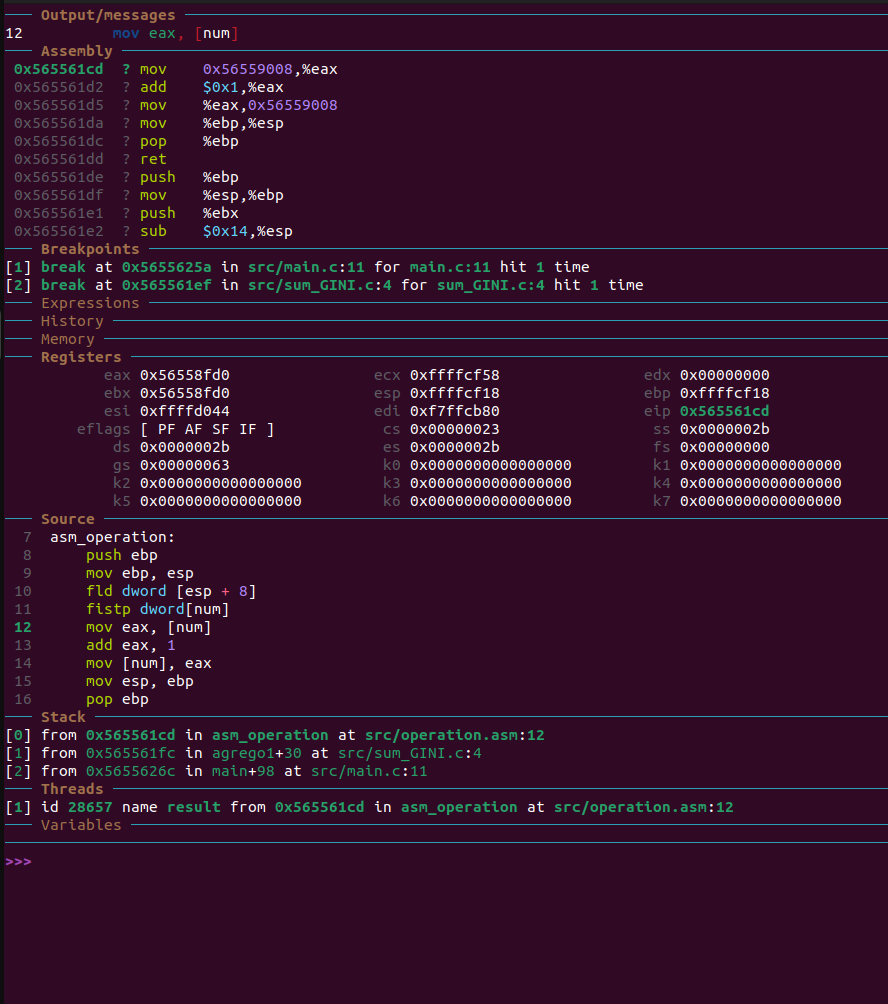 Output/messages
12          mov eax, [num]
Assembly
0x565561cd  ? mov    0x56559008,%eax
0x565561d2  ? add    $0x1,%eax
0x565561d5  ? mov    %eax,0x56559008
0x565561da  ? mov    %ebp,%esp
0x565561dc  ? pop    %ebp
0x565561dd  ? ret
0x565561de  ? push   %ebp
0x565561df  ? mov    %esp,%ebp
0x565561e1  ? push   %ebx
0x565561e2  ? sub    $0x14,%esp
Breakpoints
[1] break at 0x5655625a in src/main.c:11 for main.c:11 hit 1 time
[2] break at 0x565561ef in src/sum_GINI.c:4 for sum_GINI.c:4 hit 1 time
Expressions
History
Memory
Registers
eax 0x56558fd0 ecx 0xffffcf58 edx 0x00000000
ebx 0x56558fd0 esp 0xffffcf18 ebp 0xffffcf18
esi 0xffffd044 edi 0xf7ffcb80 eip 0x565561cd
eflags [ PF AF SF IF ] cs 0x00000023 ss 0x0000002b
ds 0x0000002b es 0x0000002b fs 0x00000000
gs 0x00000063 k0 0x0000000000000000 k1 0x0000000000000000
k2 0x0000000000000000 k3 0x0000000000000000 k4 0x0000000000000000
k5 0x0000000000000000 k6 0x0000000000000000 k7 0x0000000000000000
Source
7  asm_operation:
8      push ebp
9      mov ebp, esp
10      fld dword [esp + 8]
11      fistp dword[num]
12      mov eax, [num]
13      add eax, 1
14      mov [num], eax
15      mov esp, ebp
16      pop ebp
Stack
[0] from 0x565561cd in asm_operation at src/operation.asm:12
[1] from 0x565561fc in agrego1+30 at src/sum_GINI.c:4
[2] from 0x5655626c in main+98 at src/main.c:11
Threads
[1] id 28657 name result from 0x565561cd in asm_operation at src/operation.asm:12
Variables
>>>